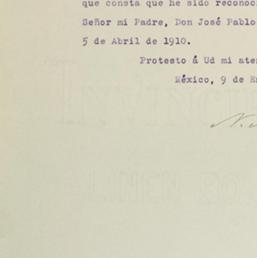 que consta que he sido reconoc
Señor mi Padre, Don José Pablo
5 de Abril de 1910.
Protesto á Ud mi ate
México, 9 de E